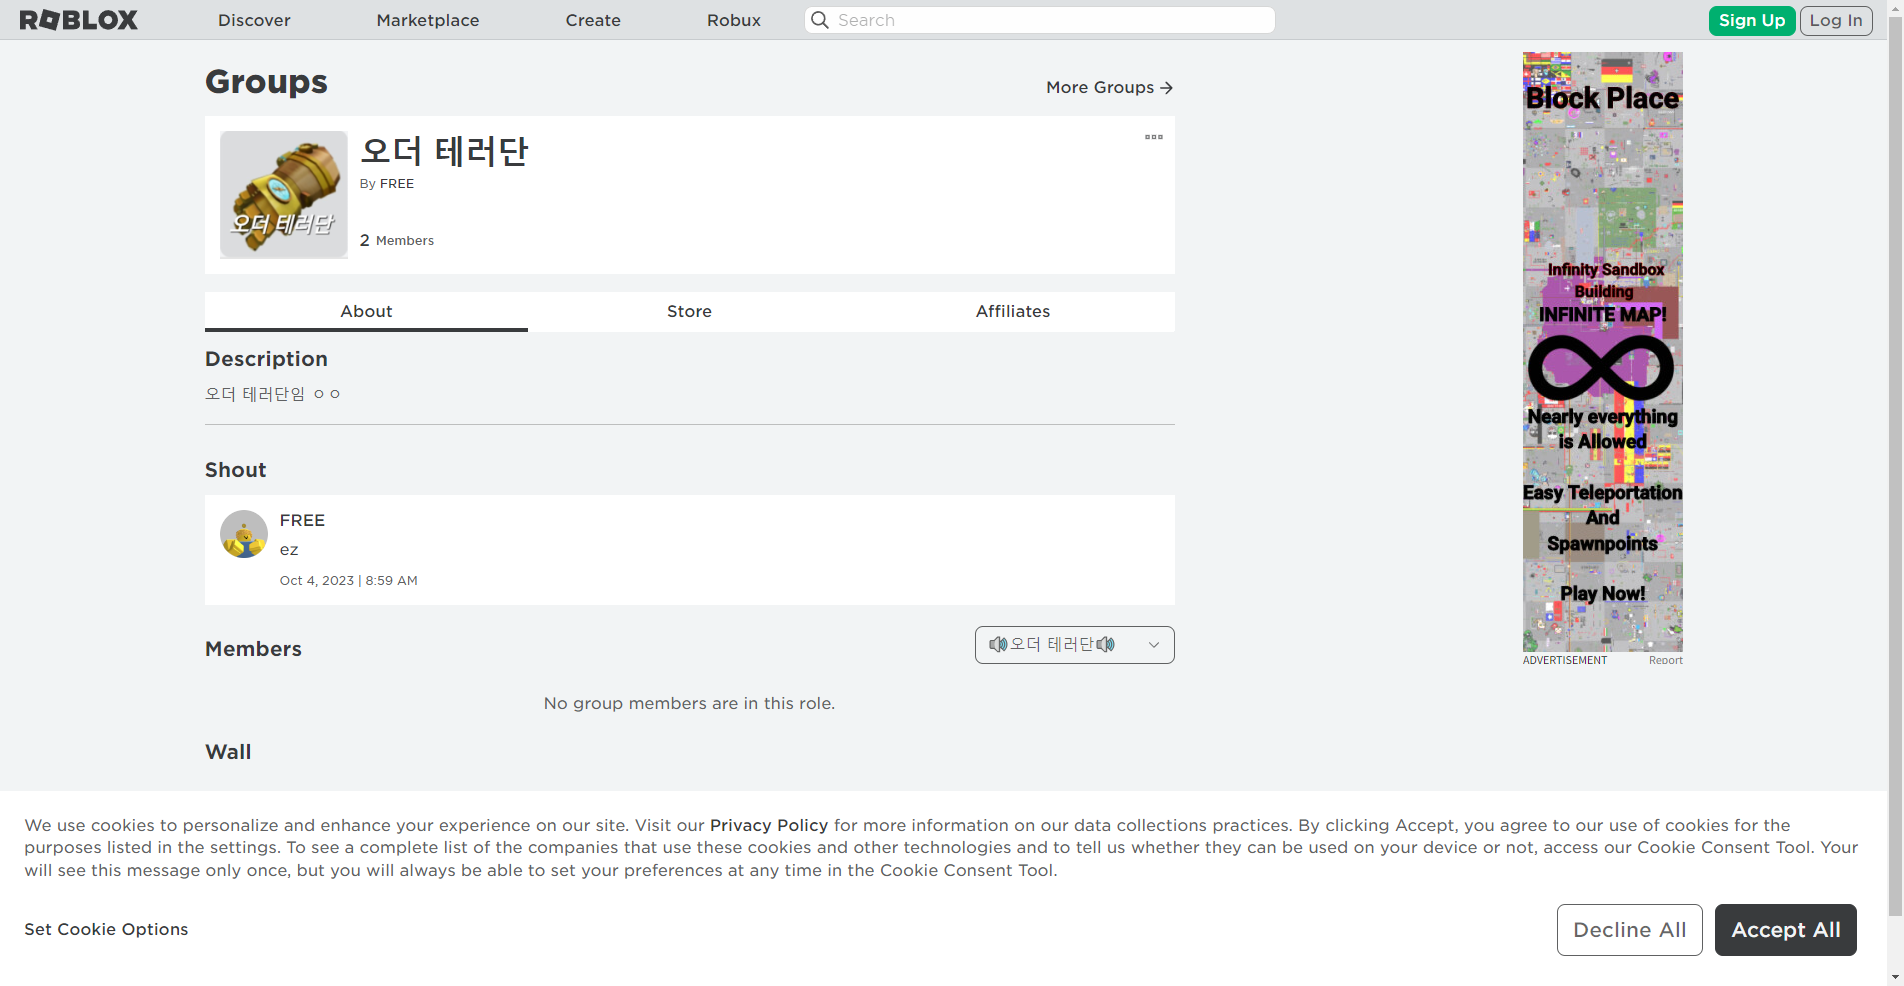 ROBLOX
Discover
Marketplace
Create
Robux
Search
Sign Up
Log In
Groups
More Groups →
오더 테러단
오더 테러단
By FREE
2 Members
About
Store
Affiliates
Description
오더 테러단임 ㅇㅇ
Shout
FREE
ez
Oct 4, 2023 | 8:59 AM
Members
🔊오더 테러단🔊
No group members are in this role.
Wall
Block Place
Infinity Sandbox
Building
INFINITE MAP!
Nearly everything
is Allowed
Easy Teleportation
And
Spawnpoints
Play Now!
ADVERTISEMENT
Report
We use cookies to personalize and enhance your experience on our site. Visit our Privacy Policy for more information on our data collections practices. By clicking Accept, you agree to our use of cookies for the
purposes listed in the settings. To see a complete list of the companies that use these cookies and other technologies and to tell us whether they can be used on your device or not, access our Cookie Consent Tool. Your
will see this message only once, but you will always be able to set your preferences at any time in the Cookie Consent Tool.
Set Cookie Options
Decline All
Accept All